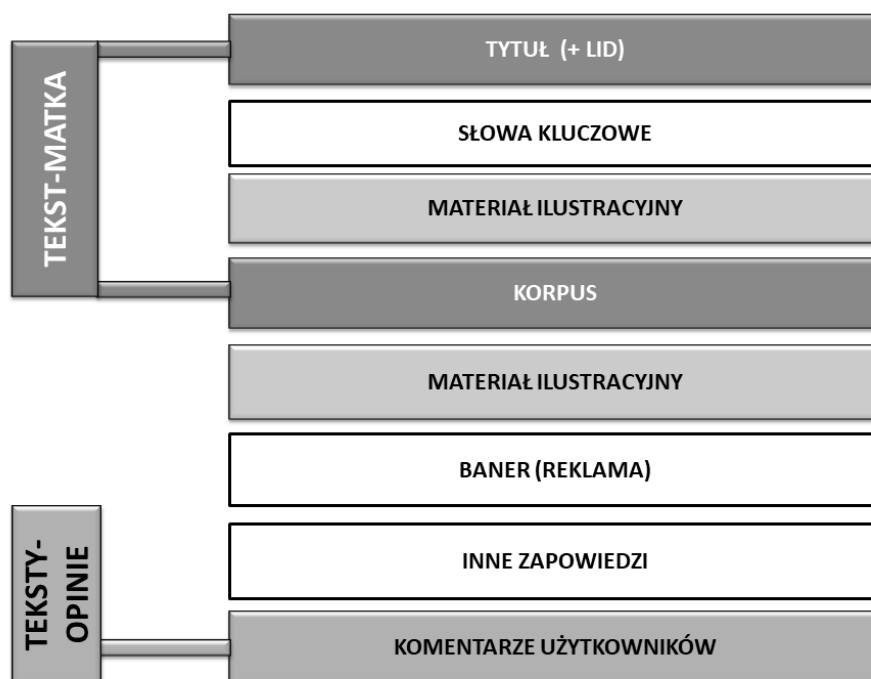 TEKST-MATKA
TYTUŁ (+ LID)
SŁOWA KLUCZOWE
MATERIAŁ ILUSTRACYJNY
KORPUS
MATERIAŁ ILUSTRACYJNY
BANER (REKLAMA)
TEKSTY-
OPINIE
INNE ZAPOWIEDZI
KOMENTARZE UŻYTKOWNIKÓW